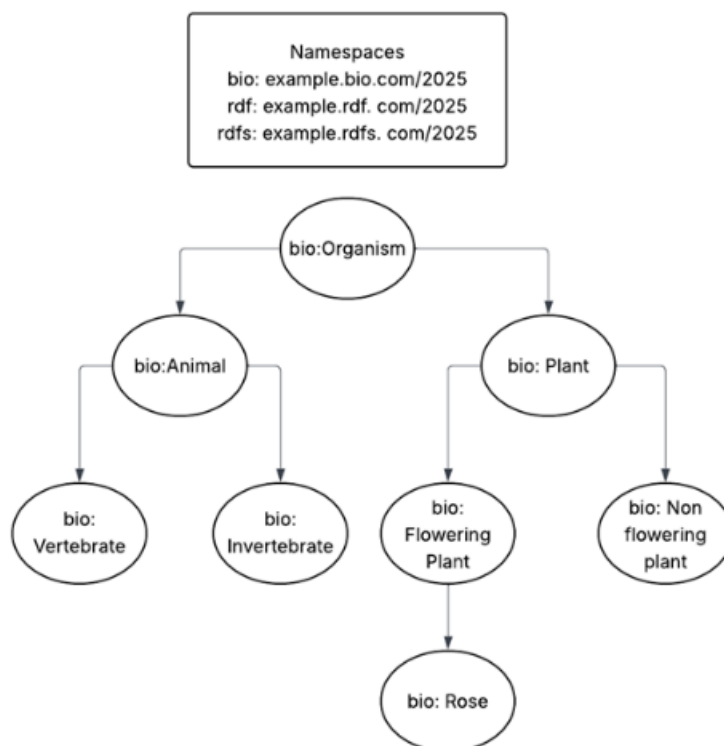 Namespaces
bio: example.bio.com/2025
rdf: example.rdf. com/2025
rdfs: example.rdfs. com/2025
bio:Organism
bio:Animal
bio: Plant
bio:
Vertebrate
bio:
Invertebrate
bio:
Flowering
Plant
bio: Non
flowering
plant
bio: Rose